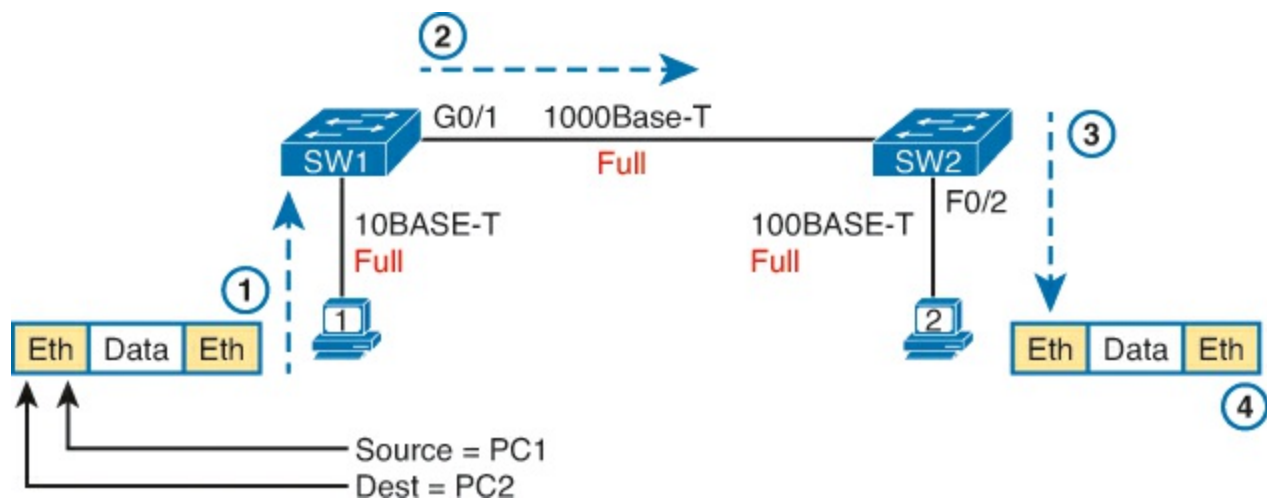 2
G0/1 1000Base-T
SW1
Full
SW2
3
F0/2
10BASE-T
Full
100BASE-T
Full
1
1
2
Eth Data Eth
Eth Data Eth
4
Source = PC1
Dest = PC2